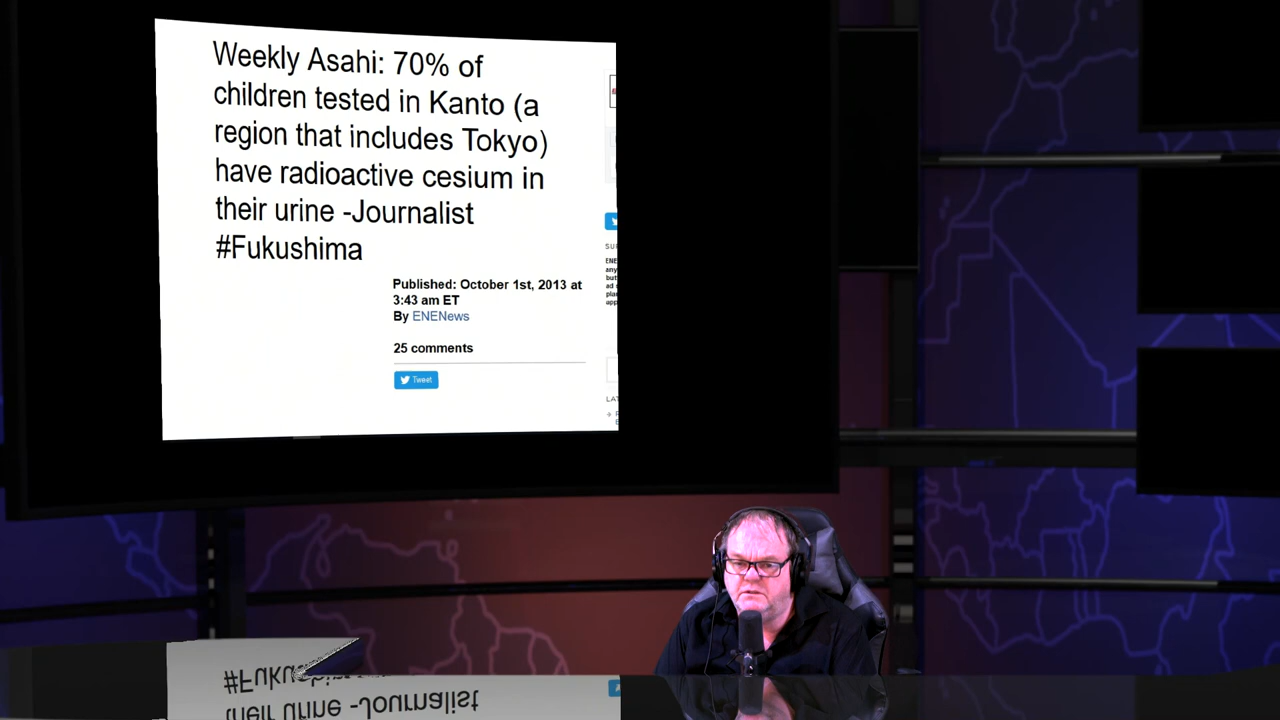 Weekly Asahi: 70% of
children tested in Kanto (a
region that includes Tokyo)
have radioactive cesium in
their urine -Journalist
#Fukushima
Published: October 1st, 2013 at
3:43 am ET
By ENENews
25 comments
Tweet